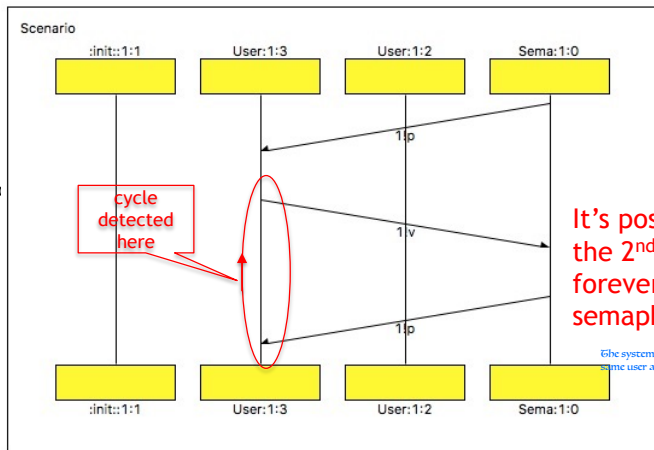 Scenario
:init::1:1 User:1:3 User:1:2 Sema:1:0
1!p
cycle
detected
here
1!v
It's pos
the 2nd
forever
semapl
1!p
The system
same user a
:init::1:1 User:1:3 User:1:2 Sema:1:0